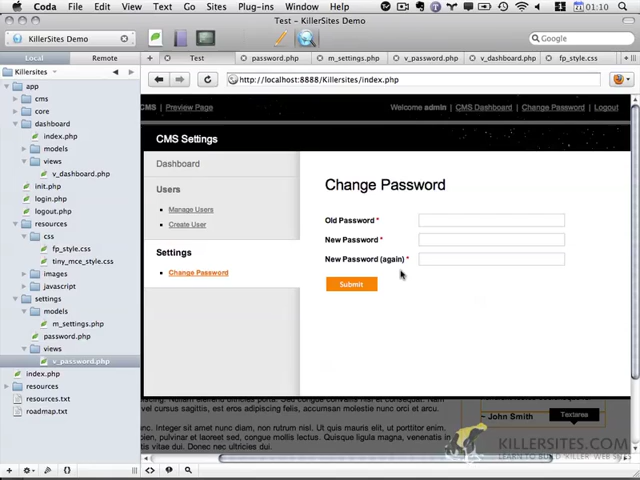 Coda File Edit View Text Go Sites Plug-ins Window Help 01:10
Test - KillerSites Demo
KillerSites Demo
Google
Local Remote
Test password.php m_settings.php v_password.php v_dashboard.php fp_style.css
Killersites
http://localhost:8888/Killersites/index.php
app
cms
core
dashboard
index.php
models
views
v_dashboard.php
init.php
login.php
logout.php
resources
css
fp_style.css
tiny_mce_style.css
images
javascript
settings
models
m_settings.php
password.php
views
v_password.php
index.php
resources
resources.txt
roadmap.txt
CMS | Preview Page
Welcome admin | CMS Dashboard | Change Password | Logout
CMS Settings
Dashboard
Users
Manage Users
Create User
Settings
Change Password
Change Password
Old Password *
New Password *
New Password (again) *
Submit
~ John Smith
Textarea
KILLERSITES.COM
LEARN TO BUILD 'KILLER' WEB SITES